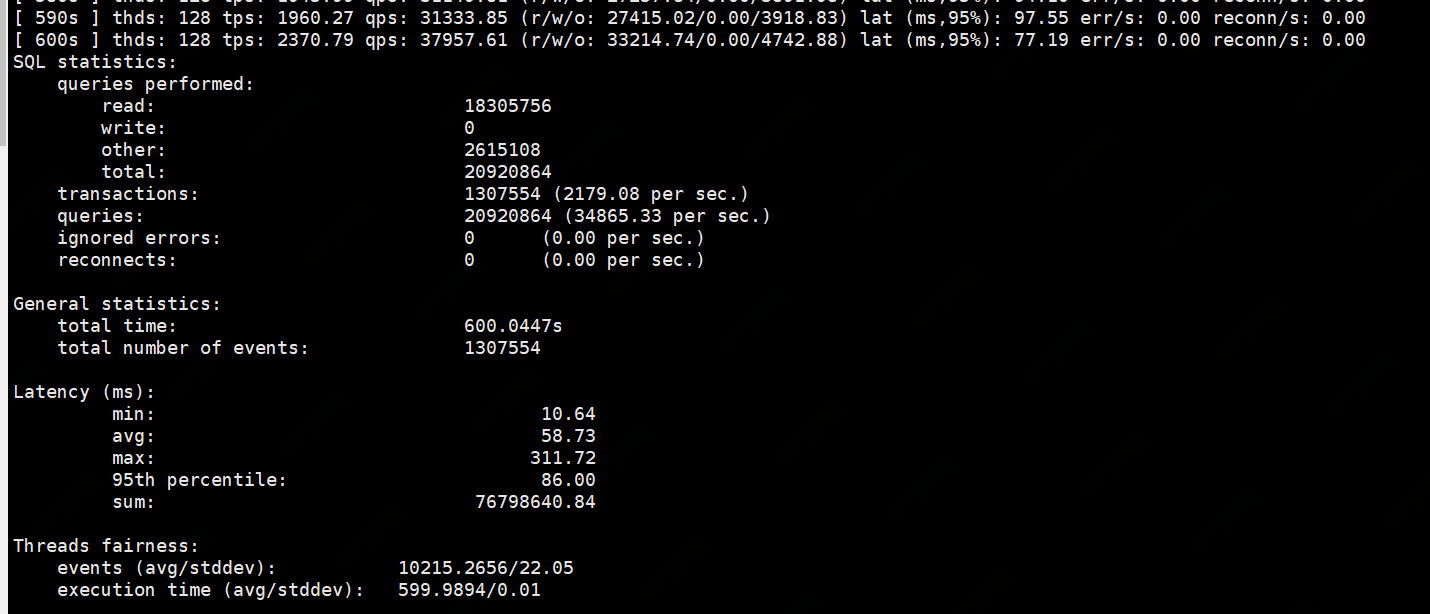 [ 590s ] thds: 128 tps: 1960.27 qps: 31333.85 (r/w/o: 27415.02/0.00/3918.83) lat (ms,95%): 97.55 err/s: 0.00 reconn/s: 0.00
[ 600s ] thds: 128 tps: 2370.79 qps: 37957.61 (r/w/o: 33214.74/0.00/4742.88) lat (ms,95%): 77.19 err/s: 0.00 reconn/s: 0.00
SQL statistics:
    queries performed:
        read:                            18305756
        write:                           0
        other:                           2615108
        total:                           20920864
    transactions:                        1307554 (2179.08 per sec.)
    queries:                             20920864 (34865.33 per sec.)
    ignored errors:                      0      (0.00 per sec.)
    reconnects:                          0      (0.00 per sec.)
General statistics:
    total time:                          600.0447s
    total number of events:              1307554
Latency (ms):
         min:                                   10.64
         avg:                                   58.73
         max:                                  311.72
         95th percentile:                       86.00
         sum:                             76798640.84
Threads fairness:
    events (avg/stddev):           10215.2656/22.05
    execution time (avg/stddev):   599.9894/0.01